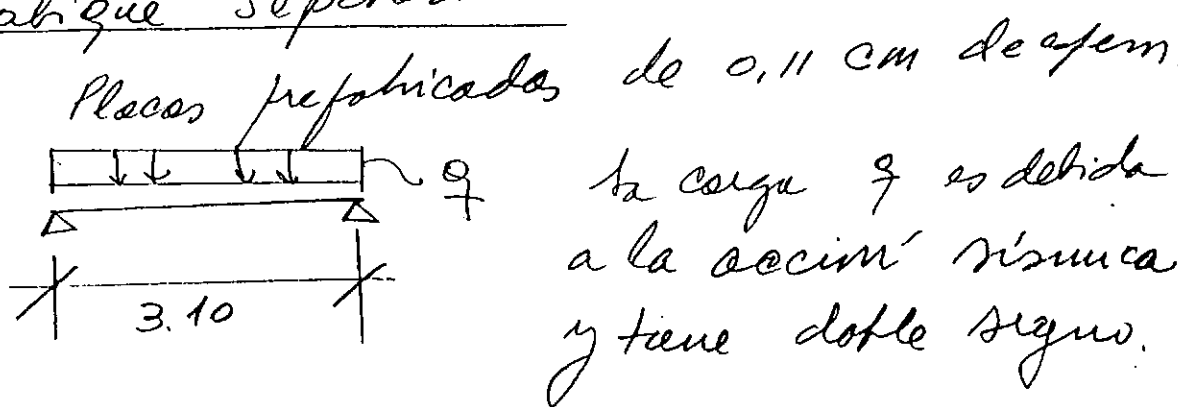 Placas prefabricadas de 0,11 cm de espem
q
La carga q es debida
a la acción sísmica
3.10
y tiene doble signo.